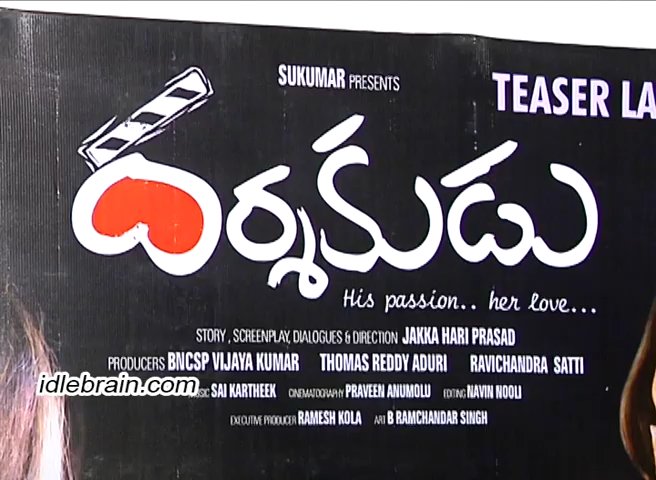 SUKUMAR PRESENTS
TEASER LA
దర్శకుడు
His passion.. her love...
STORY, SCREENPLAY, DIALOGUES & DIRECTION JAKKA HARI PRASAD
PRODUCERS BNCSP VIJAYA KUMAR THOMAS REDDY ADURI RAVICHANDRA SATTI
idlebrain.com
SAI KARTHEEK CINEMATOGRAPHY PRAVEEN ANUMOLU EDITING NAVIN NOOLI
EXECUTIVE PRODUCER RAMESH KOLA ART B RAMCHANDAR SINGH